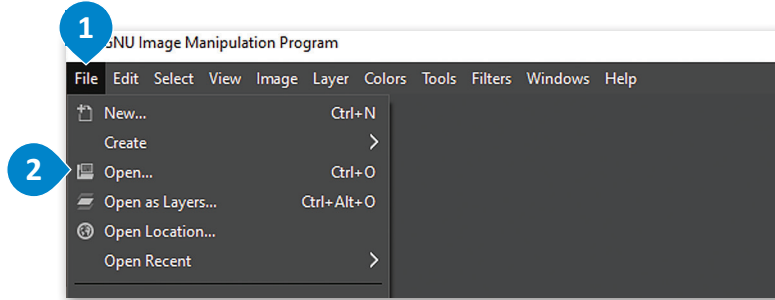 1
GNU Image Manipulation Program
File Edit Select View Image Layer Colors Tools Filters Windows Help
New... Ctrl+N
Create
2
Open... Ctrl+O
Open as Layers... Ctrl+Alt+O
Open Location...
Open Recent